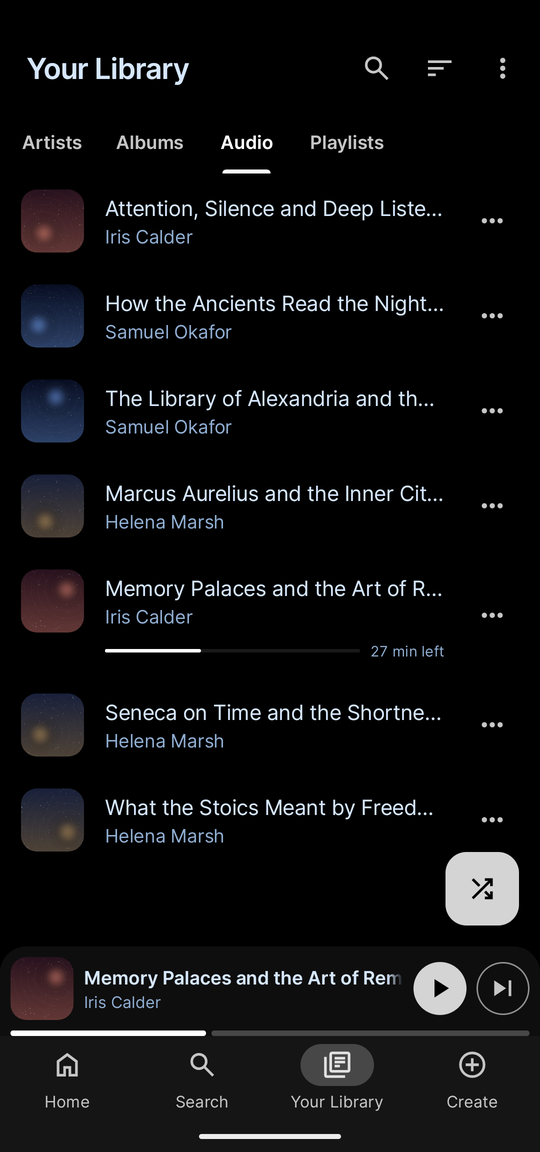 Your Library
Artists Albums Audio Playlists
Attention, Silence and Deep Liste...
Iris Calder
How the Ancients Read the Night...
Samuel Okafor
The Library of Alexandria and th...
Samuel Okafor
Marcus Aurelius and the Inner Cit...
Helena Marsh
Memory Palaces and the Art of R...
Iris Calder
27 min left
Seneca on Time and the Shortne...
Helena Marsh
What the Stoics Meant by Freed...
Helena Marsh
Memory Palaces and the Art of Rem
Iris Calder
Home Search Your Library Create